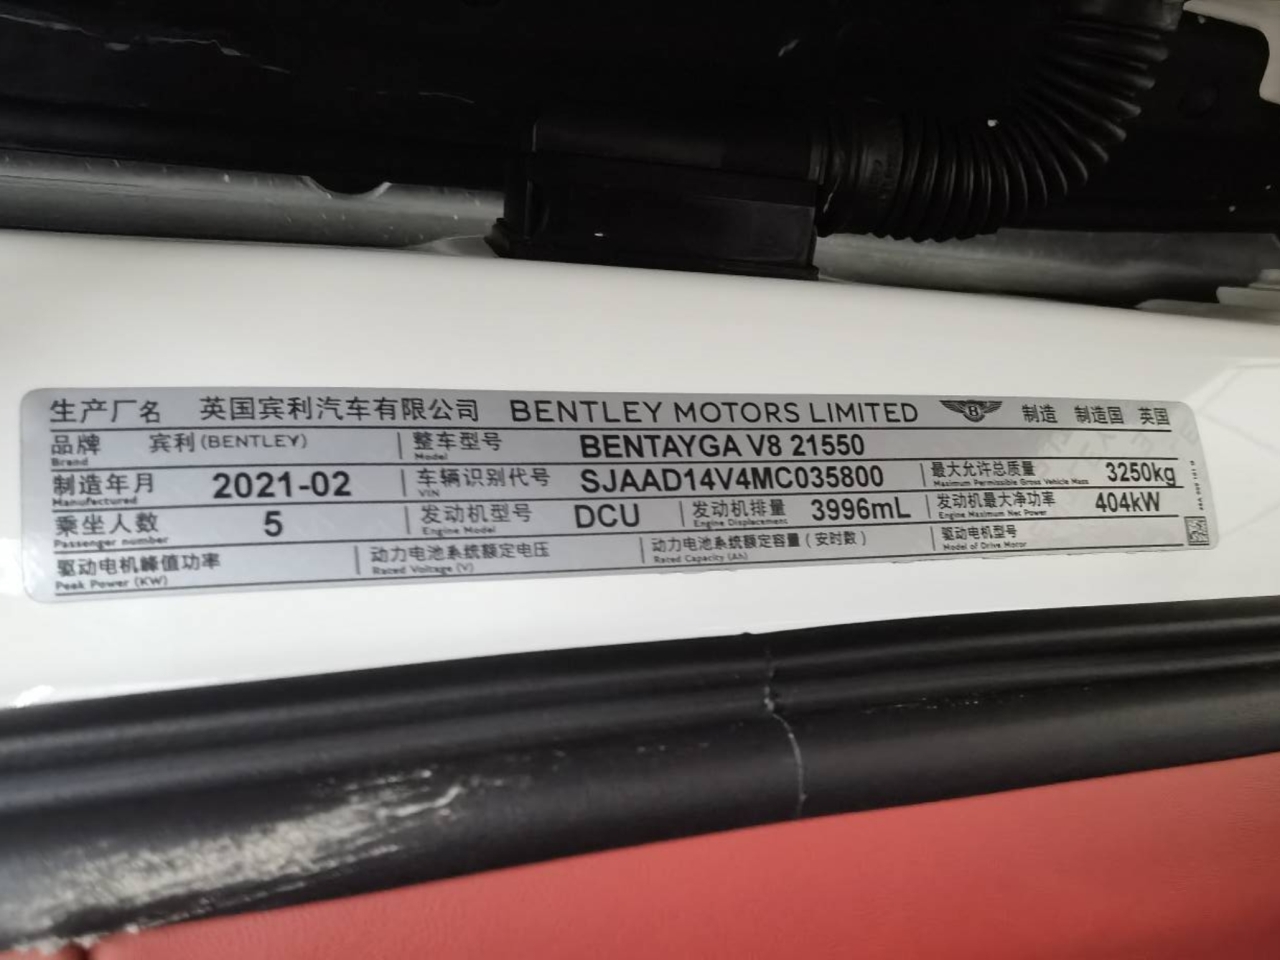 生产厂名 英国宾利汽车有限公司 BENTLEY MOTORS LIMITED B 制造 制造国 英国
品牌 宾利(BENTLEY) 整车型号 BENTAYGA V8 21550
Brand Model
制造年月 2021-02 车辆识别代号 SJAAD14V4MC035800 最大允许总质量 3250kg
Manufactured VIN Maximum Permissible Gross Vehicle Mass
乘坐人数 5 发动机型号 DCU 发动机排量 3996mL 发动机最大净功率 404kW
Passenger number Engine Model Engine Displacement Engine Maximum Net Power
驱动电机峰值功率 动力电池系统额定电压 动力电池系统额定容量(安时数) 驱动电机型号
Peak Power (KW) Rated Voltage (V) Rated Capacity (Ah) Model of Drive Motor